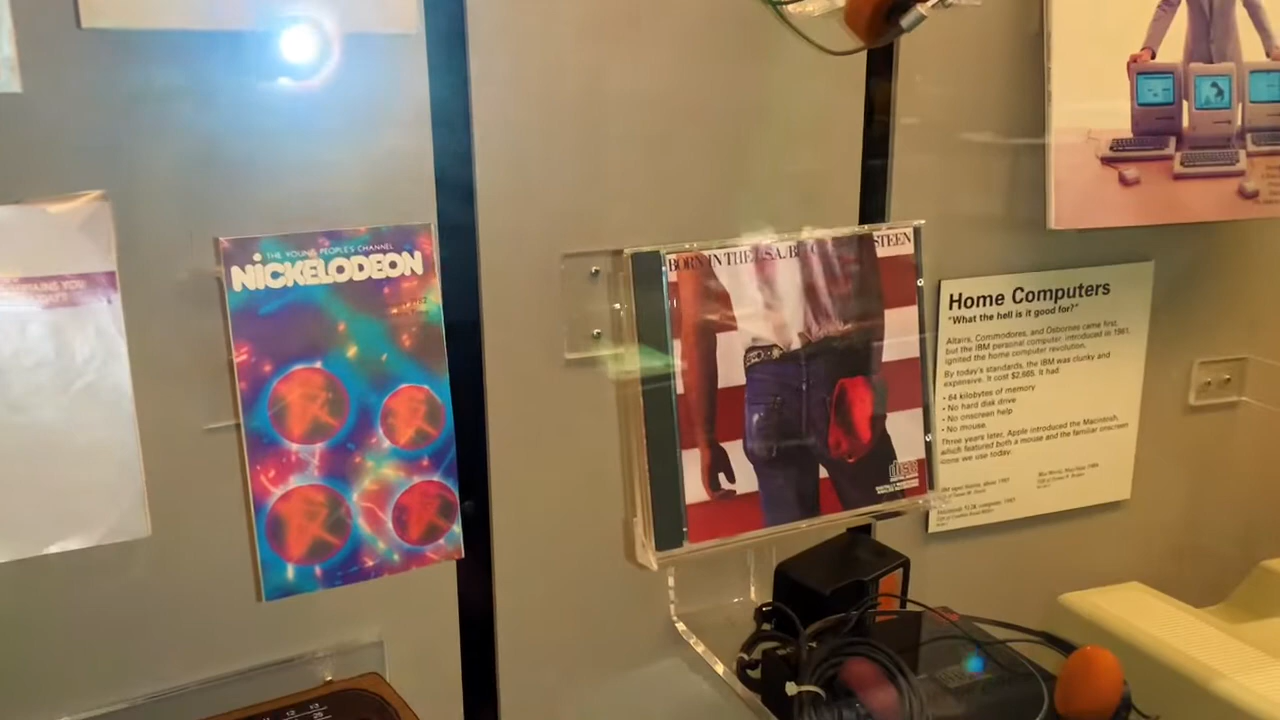 THE YOUNG PEOPLE'S CHANNEL
NICKELODEON
BORN IN THE U.S.A./
STEEN
disc
Home Computers
"What the hell is it good for?"
Altairs, Commodores, and Osbornes came first,
but the IBM personal computer, introduced in 1981,
ignited the home computer revolution.
By today's standards, the IBM was clunky and
expensive. It cost $2,665. It had
• 64 kilobytes of memory
• No hard disk drive
• No onscreen help
• No mouse.
Three years later, Apple introduced the Macintosh,
which featured both a mouse and the familiar onscreen
icons we use today.